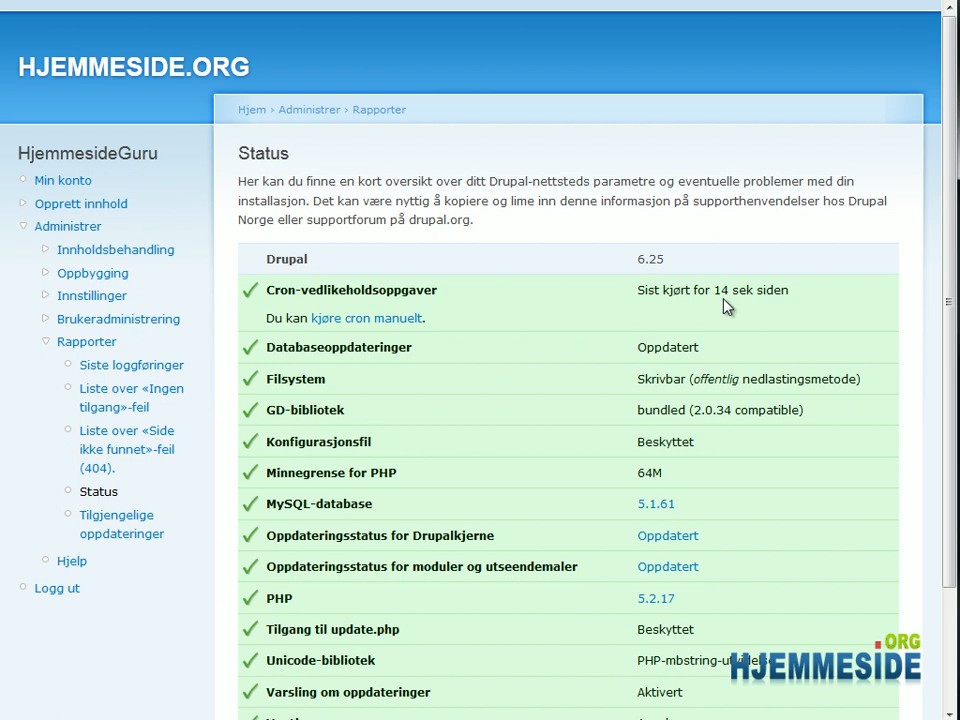 HJEMMESIDE.ORG
Hjem › Administrer › Rapporter
HjemmesideGuru
Min konto
Opprett innhold
Administrer
Innholdsbehandling
Oppbygging
Innstillinger
Brukeradministrering
Rapporter
Siste loggføringer
Liste over «Ingen
tilgang»-feil
Liste over «Side
ikke funnet»-feil
(404).
Status
Tilgjengelige
oppdateringer
Hjelp
Logg ut
Status
Her kan du finne en kort oversikt over ditt Drupal-nettsteds parametre og eventuelle problemer med din
installasjon. Det kan være nyttig å kopiere og lime inn denne informasjon på supporthenvendelser hos Drupal
Norge eller supportforum på drupal.org.
Drupal 6.25
Cron-vedlikeholdsoppgaver Sist kjørt for 14 sek siden
Du kan kjøre cron manuelt.
Databaseoppdateringer Oppdatert
Filsystem Skrivbar (offentlig nedlastingsmetode)
GD-bibliotek bundled (2.0.34 compatible)
Konfigurasjonsfil Beskyttet
Minnegrense for PHP 64M
MySQL-database 5.1.61
Oppdateringsstatus for Drupalkjerne Oppdatert
Oppdateringsstatus for moduler og utseendemaler Oppdatert
PHP 5.2.17
Tilgang til update.php Beskyttet
Unicode-bibliotek PHP-mbstring-utvidelse
Varsling om oppdateringer Aktivert
.ORG
HJEMMESIDE